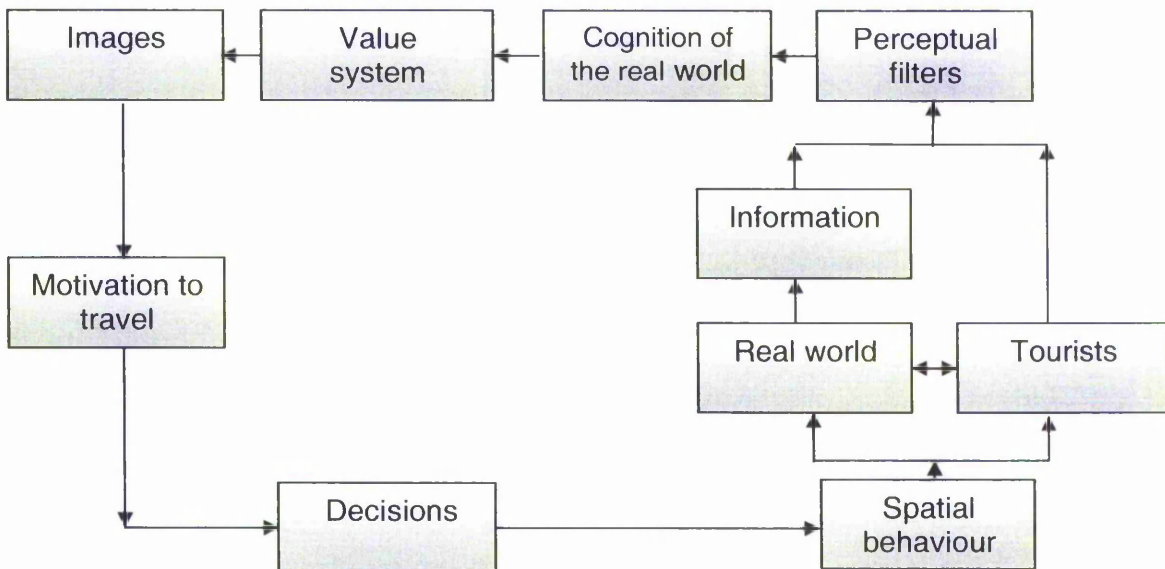 Images
Value
system
Cognition of
the real world
Perceptual
filters
Information
Motivation to
travel
Real world
Tourists
Decisions
Spatial
behaviour